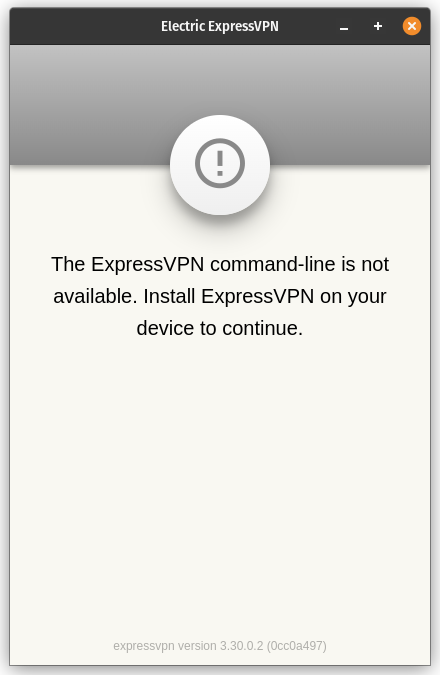 Electric ExpressVPN
The ExpressVPN command-line is not
available. Install ExpressVPN on your
device to continue.
expressvpn version 3.30.0.2 (0cc0a497)